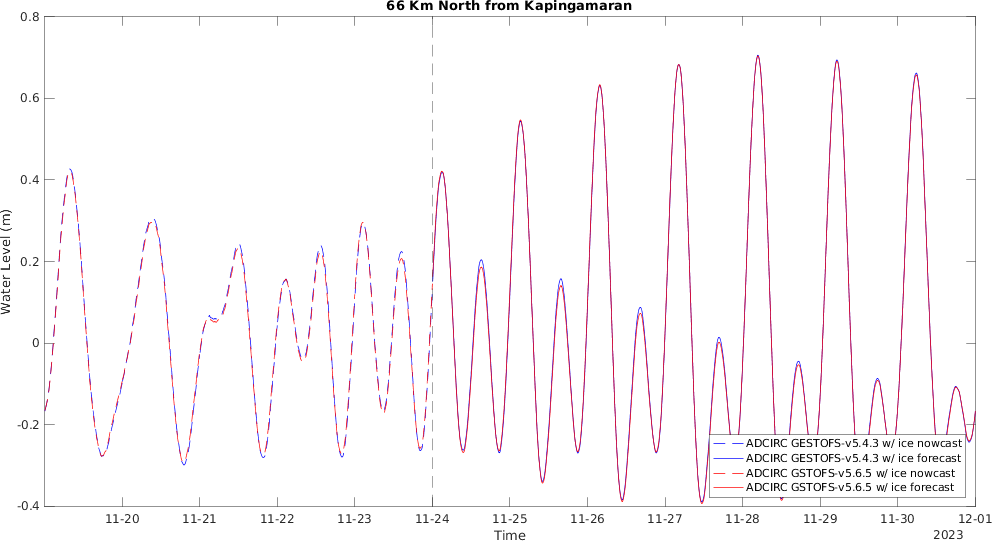 66 Km North from Kapingamaran
Water Level (m)
0.8
0.6
0.4
0.2
0
-0.2
-0.4
ADCIRC GESTOFS-v5.4.3 w/ ice nowcast
ADCIRC GESTOFS-v5.4.3 w/ ice forecast
ADCIRC GSTOFS-v5.6.5 w/ ice nowcast
ADCIRC GSTOFS-v5.6.5 w/ ice forecast
11-20 11-21 11-22 11-23 11-24 11-25 11-26 11-27 11-28 11-29 11-30 12-01
Time
2023